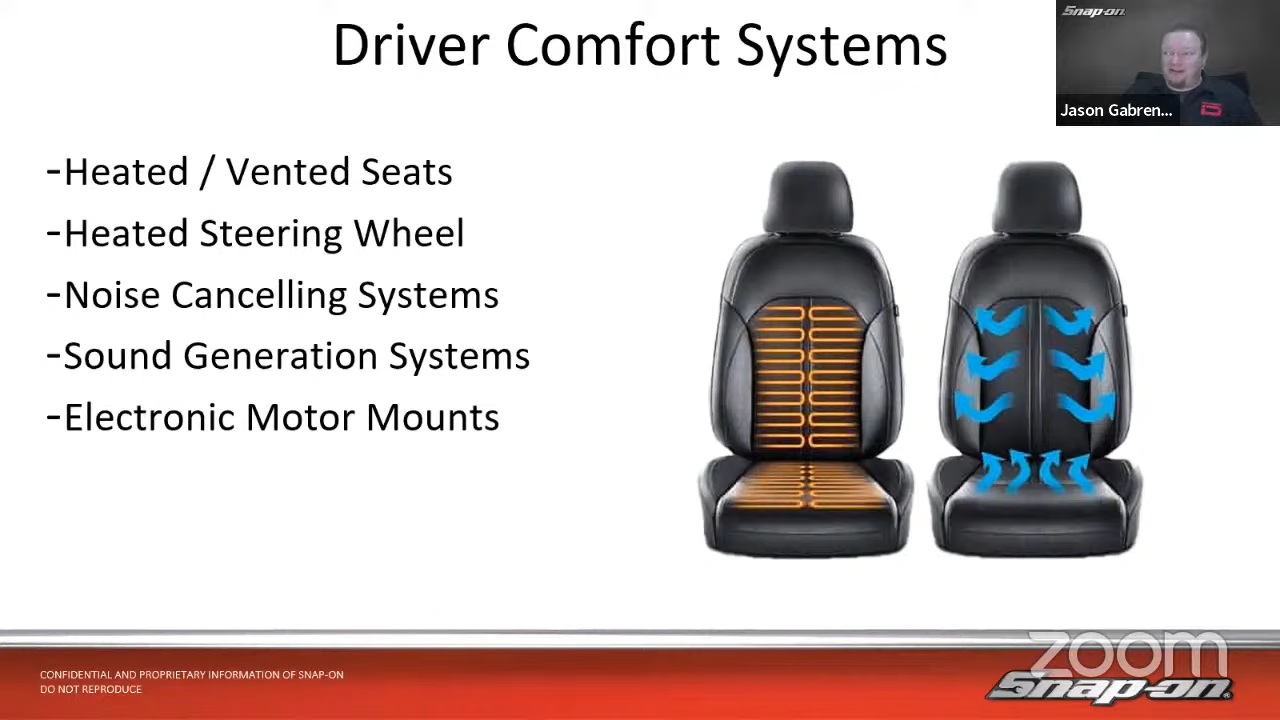 Driver Comfort Systems
Snap-on
Jason Gabren...
-Heated / Vented Seats
-Heated Steering Wheel
-Noise Cancelling Systems
-Sound Generation Systems
-Electronic Motor Mounts
CONFIDENTIAL AND PROPRIETARY INFORMATION OF SNAP-ON
DO NOT REPRODUCE
zoom
Snap-on®